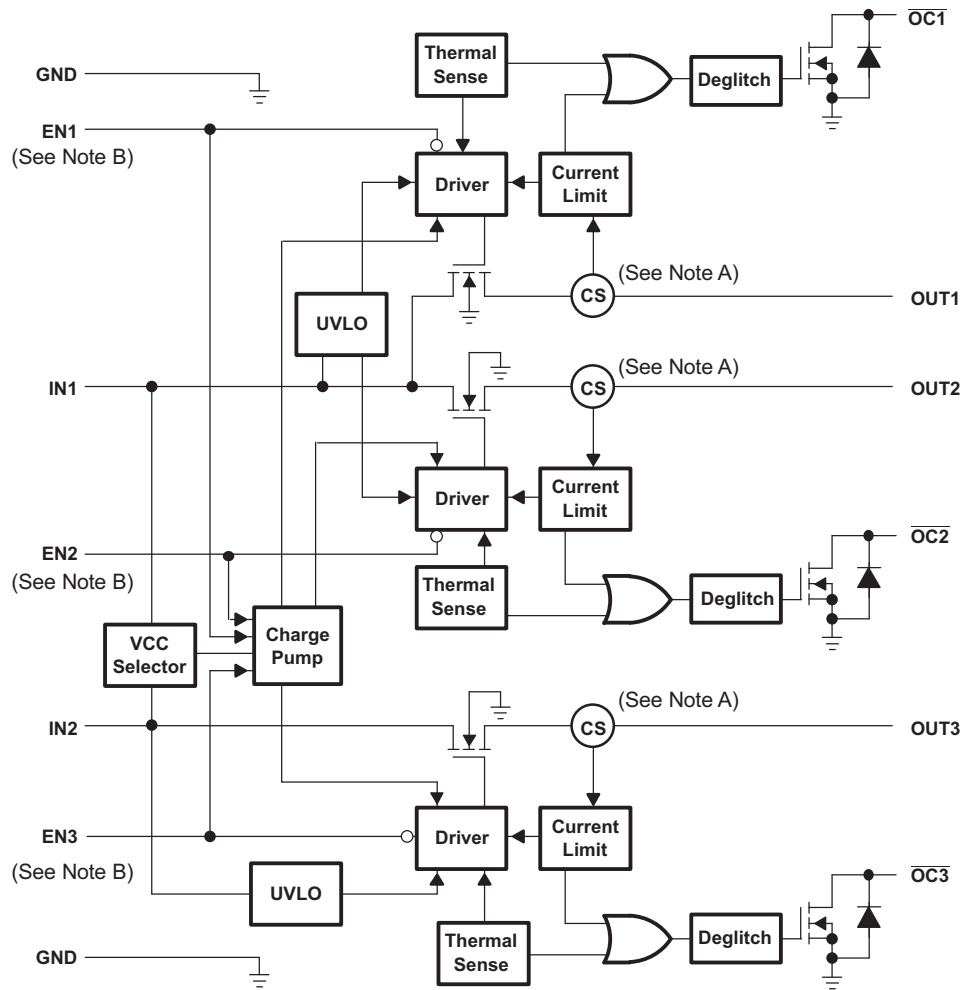 OC1
Thermal
Sense
GND
Deglitch
EN1
(See Note B)
Driver
Current
Limit
(See Note A)
CS
OUT1
UVLO
(See Note A)
IN1
CS
OUT2
Driver
Current
Limit
OC2
EN2
(See Note B)
Thermal
Sense
Deglitch
VCC
Selector
Charge
Pump
(See Note A)
IN2
CS
OUT3
EN3
Driver
Current
Limit
(See Note B)
UVLO
OC3
Thermal
Sense
Deglitch
GND